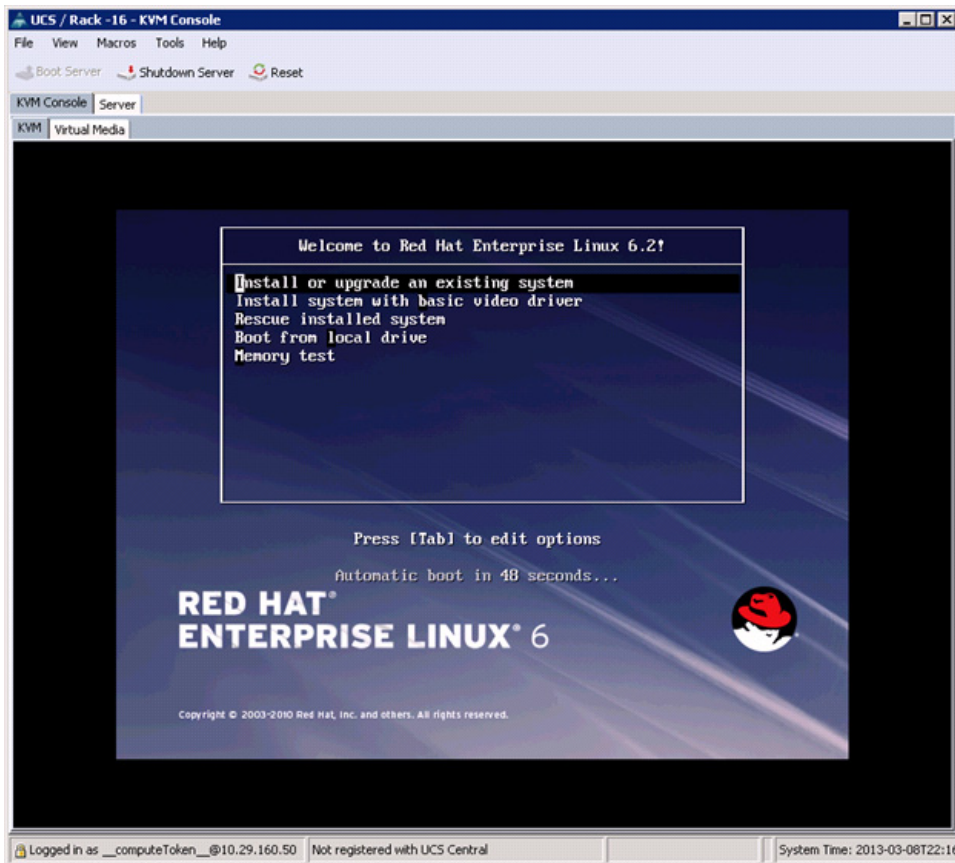 UCS / Rack -16 - KVM Console
File View Macros Tools Help
Boot Server Shutdown Server Reset
KVM Console Server
KVM Virtual Media
Welcome to Red Hat Enterprise Linux 6.2!
Install or upgrade an existing system
Install system with basic video driver
Rescue installed system
Boot from local drive
Memory test
Press [Tab] to edit options
Automatic boot in 48 seconds...
RED HAT®
ENTERPRISE LINUX® 6
Copyright © 2003-2010 Red Hat, Inc. and others. All rights reserved.
Logged in as __computeToken__@10.29.160.50 Not registered with UCS Central System Time: 2013-03-08T22:16